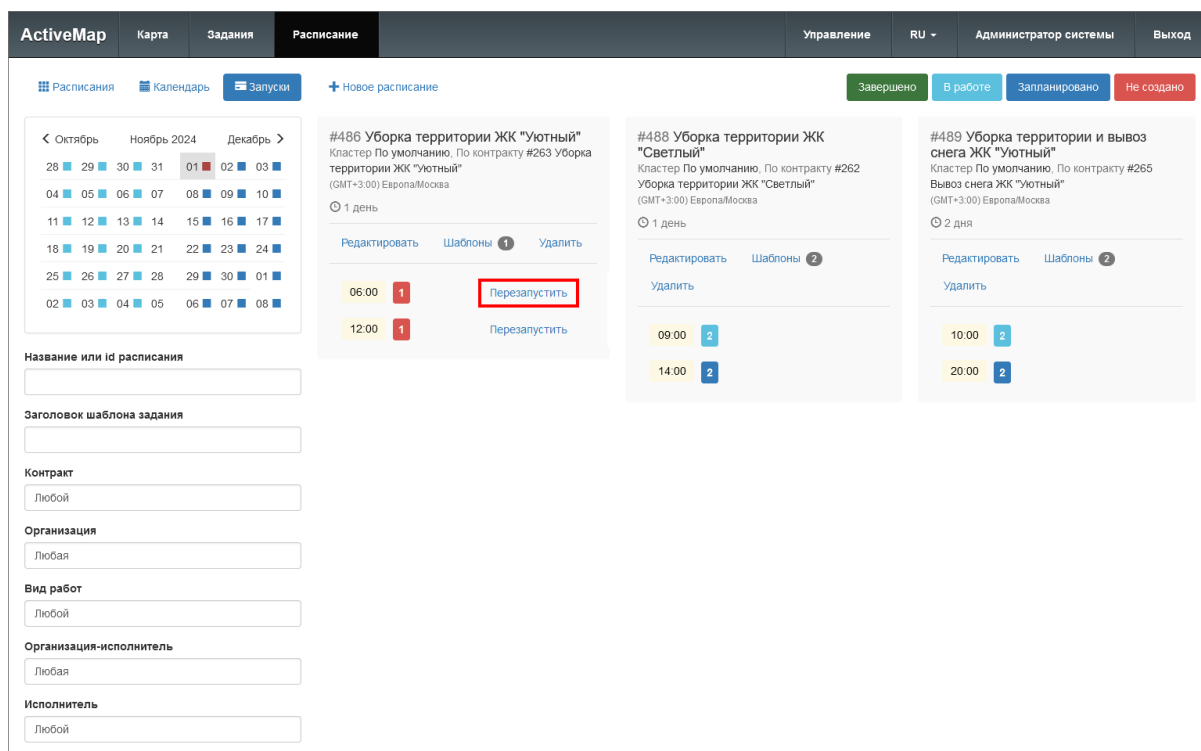 ActiveMap Карта Задания Расписание Управление RU Администратор системы Выход
Расписания Календарь Запуски + Новое расписание Завершено В работе Запланировано Не создано
Октябрь Ноябрь 2024 Декабрь
28 29 30 31 01 02 03
04 05 06 07 08 09 10
11 12 13 14 15 16 17
18 19 20 21 22 23 24
25 26 27 28 29 30 01
02 03 04 05 06 07 08
Название или id расписания
Заголовок шаблона задания
Контракт
Любой
Организация
Любая
Вид работ
Любой
Организация-исполнитель
Любая
Исполнитель
Любой
#486 Уборка территории ЖК "Уютный"
Кластер По умолчанию, По контракту #263 Уборка
территории ЖК "Уютный"
(GMT+3:00) Европа/Москва
1 день
Редактировать Шаблоны 1 Удалить
06:00 1 Перезапустить
12:00 1 Перезапустить
#488 Уборка территории ЖК
"Светлый"
Кластер По умолчанию, По контракту #262
Уборка территории ЖК "Светлый"
(GMT+3:00) Европа/Москва
1 день
Редактировать Шаблоны 2
Удалить
09:00 2
14:00 2
#489 Уборка территории и вывоз
снега ЖК "Уютный"
Кластер По умолчанию, По контракту #265
Вывоз снега ЖК "Уютный"
(GMT+3:00) Европа/Москва
2 дня
Редактировать Шаблоны 2
Удалить
10:00 2
20:00 2